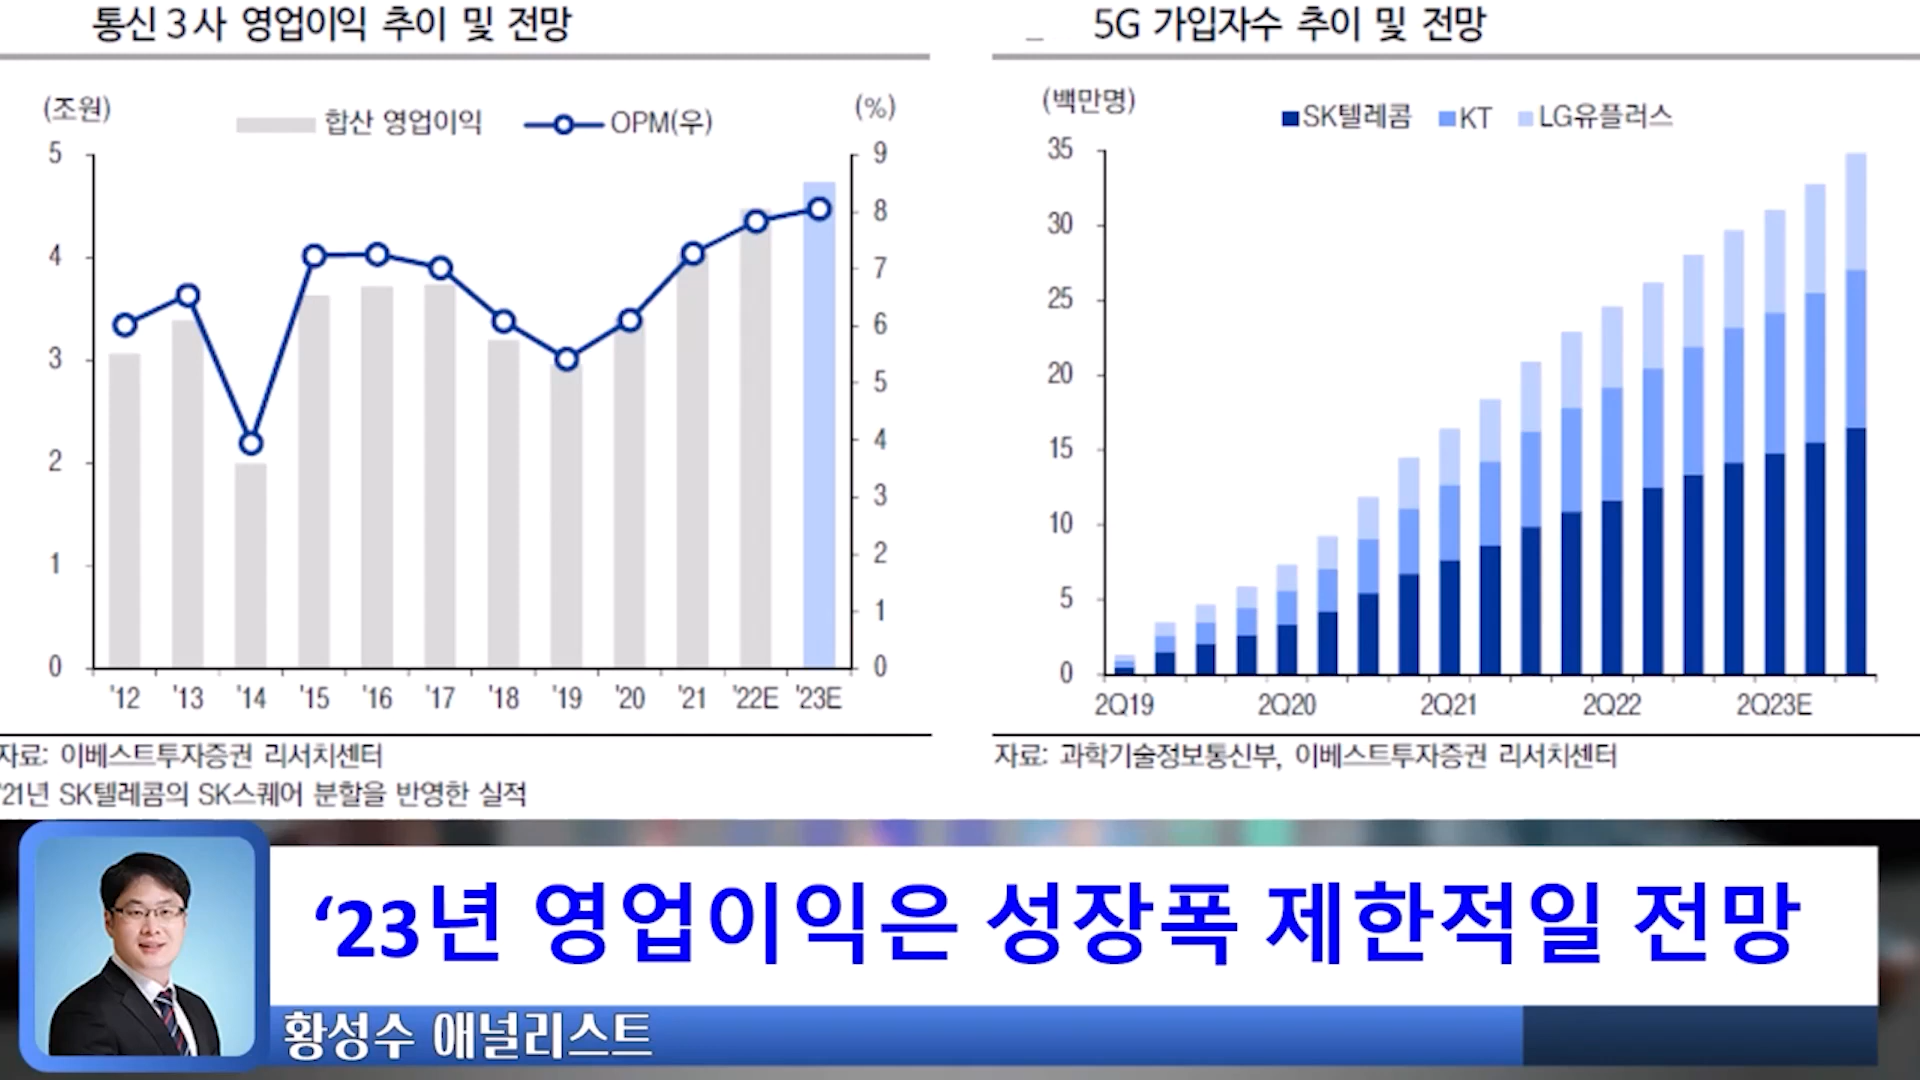 통신 3사 영업이익 추이 및 전망
(조원)
(%)
합산 영업이익
OPM(우)
5
4
3
2
1
0
9
8
7
6
5
4
3
2
1
0
'12 '13 '14 '15 '16 '17 '18 '19 '20 '21 '22E '23E
자료: 이베스트투자증권 리서치센터
'21년 SK텔레콤의 SK스퀘어 분할을 반영한 실적
5G 가입자수 추이 및 전망
(백만명)
SK텔레콤 KT LG유플러스
35
30
25
20
15
10
5
0
2Q19 2Q20 2Q21 2Q22 2Q23E
자료: 과학기술정보통신부, 이베스트투자증권 리서치센터
‘23년 영업이익은 성장폭 제한적일 전망
황성수 애널리스트